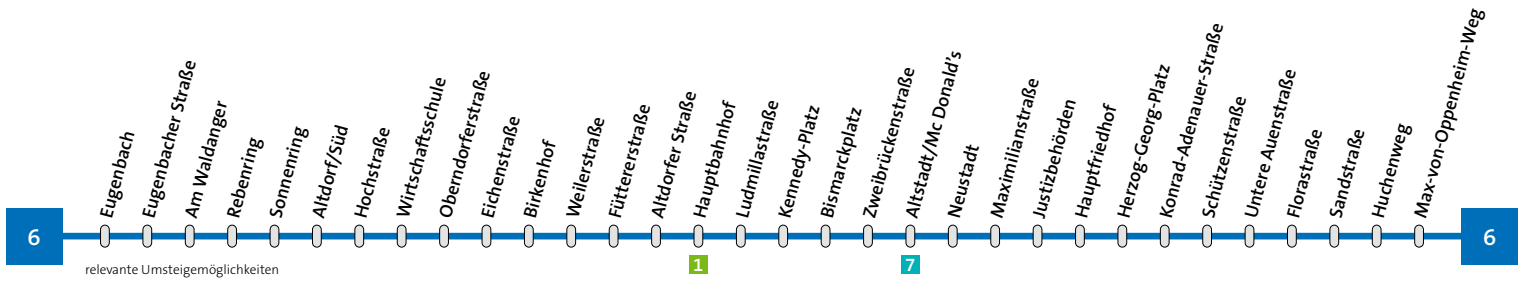 Eugenbach
Eugenbacher Straße
Am Waldanger
Rebenring
Sonnenring
Altdorf/Süd
Hochstraße
Wirtschaftsschule
Oberndorferstraße
Eichenstraße
Birkenhof
Weilerstraße
Füttererstraße
Altdorfer Straße
Hauptbahnhof
Ludmillastraße
Kennedy-Platz
Bismarckplatz
Zweibrückenstraße
Altstadt/Mc Donald's
Neustadt
Maximilianstraße
Justizbehörden
Hauptfriedhof
Herzog-Georg-Platz
Konrad-Adenauer-Straße
Schützenstraße
Untere Auenstraße
Florastraße
Sandstraße
Huchenweg
Max-von-Oppenheim-Weg
6
6
relevante Umsteigemöglichkeiten
1
7